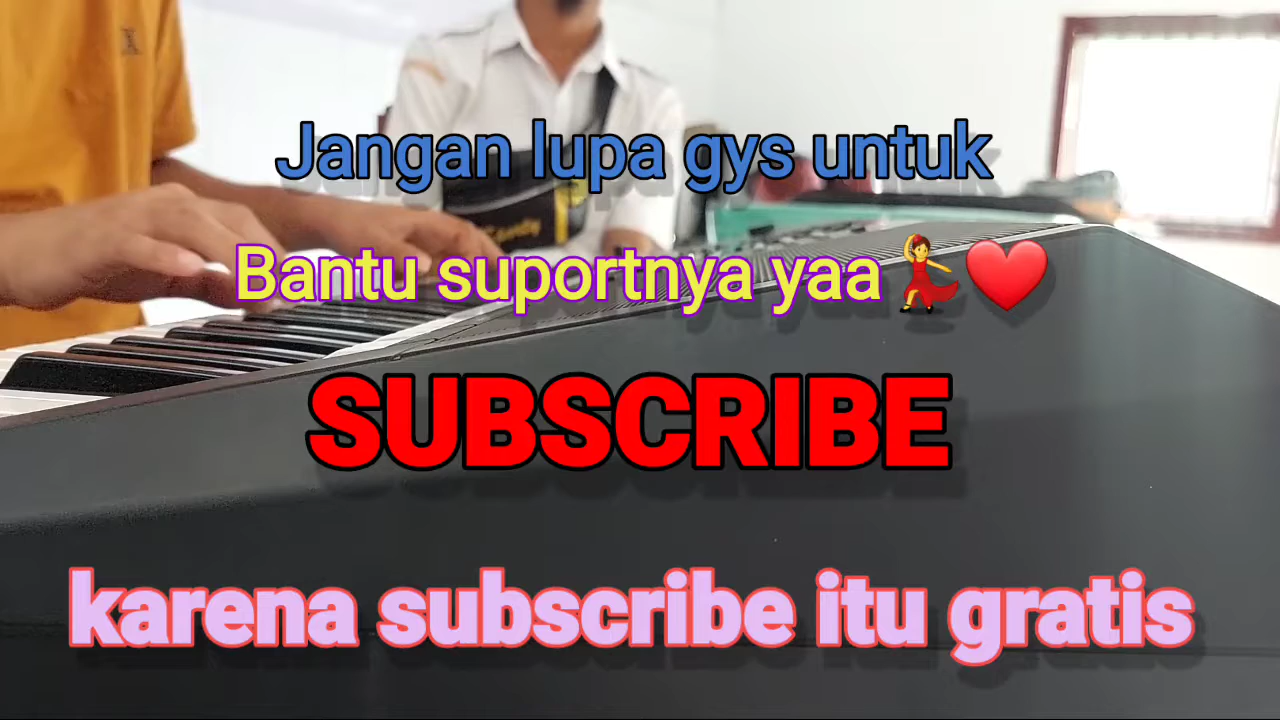 Jangan lupa gys untuk
Bantu suportnya yaa💃❤️
SUBSCRIBE
karena subscribe itu gratis